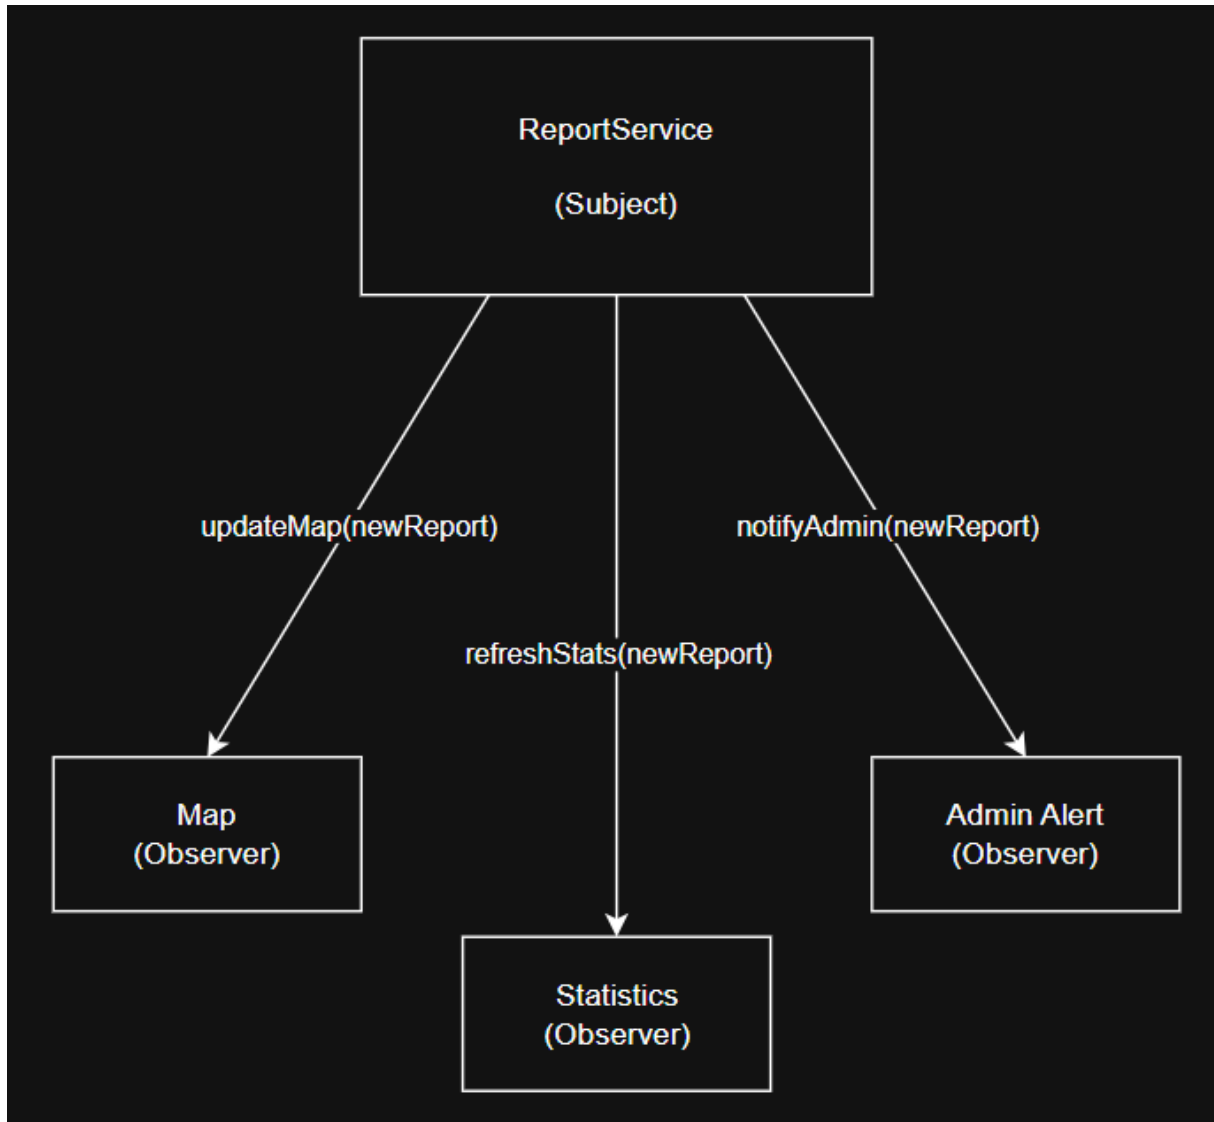 ReportService
(Subject)
updateMap(newReport)
notifyAdmin(newReport)
refreshStats(newReport)
Map
(Observer)
Admin Alert
(Observer)
Statistics
(Observer)